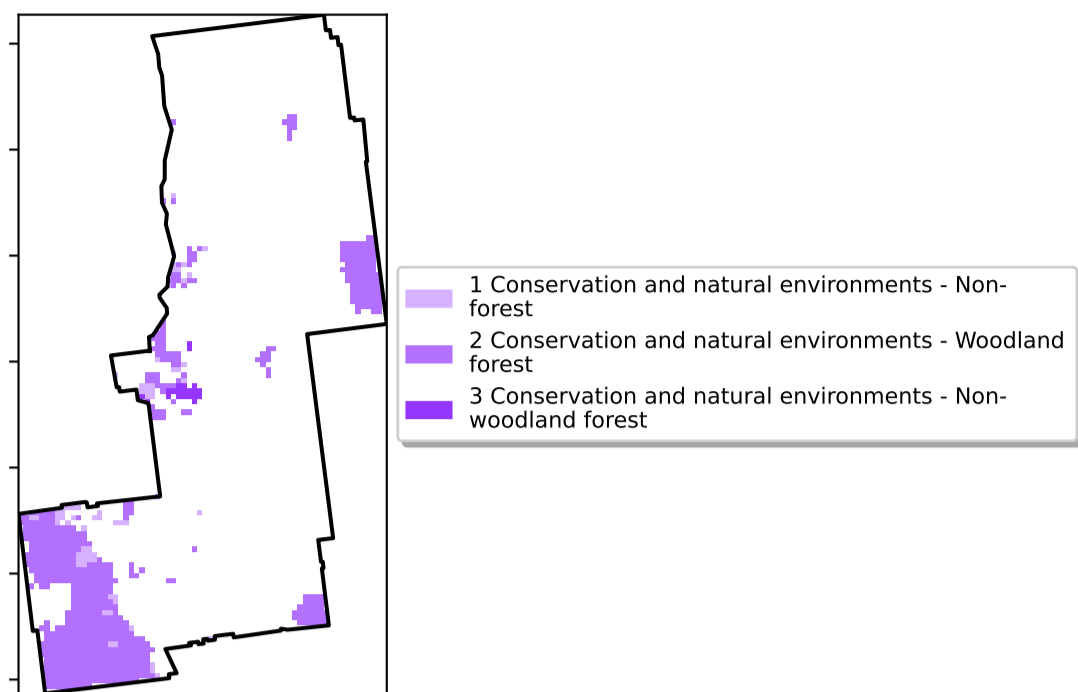 1 Conservation and natural environments - Non-
forest
2 Conservation and natural environments - Woodland
forest
3 Conservation and natural environments - Non-
woodland forest